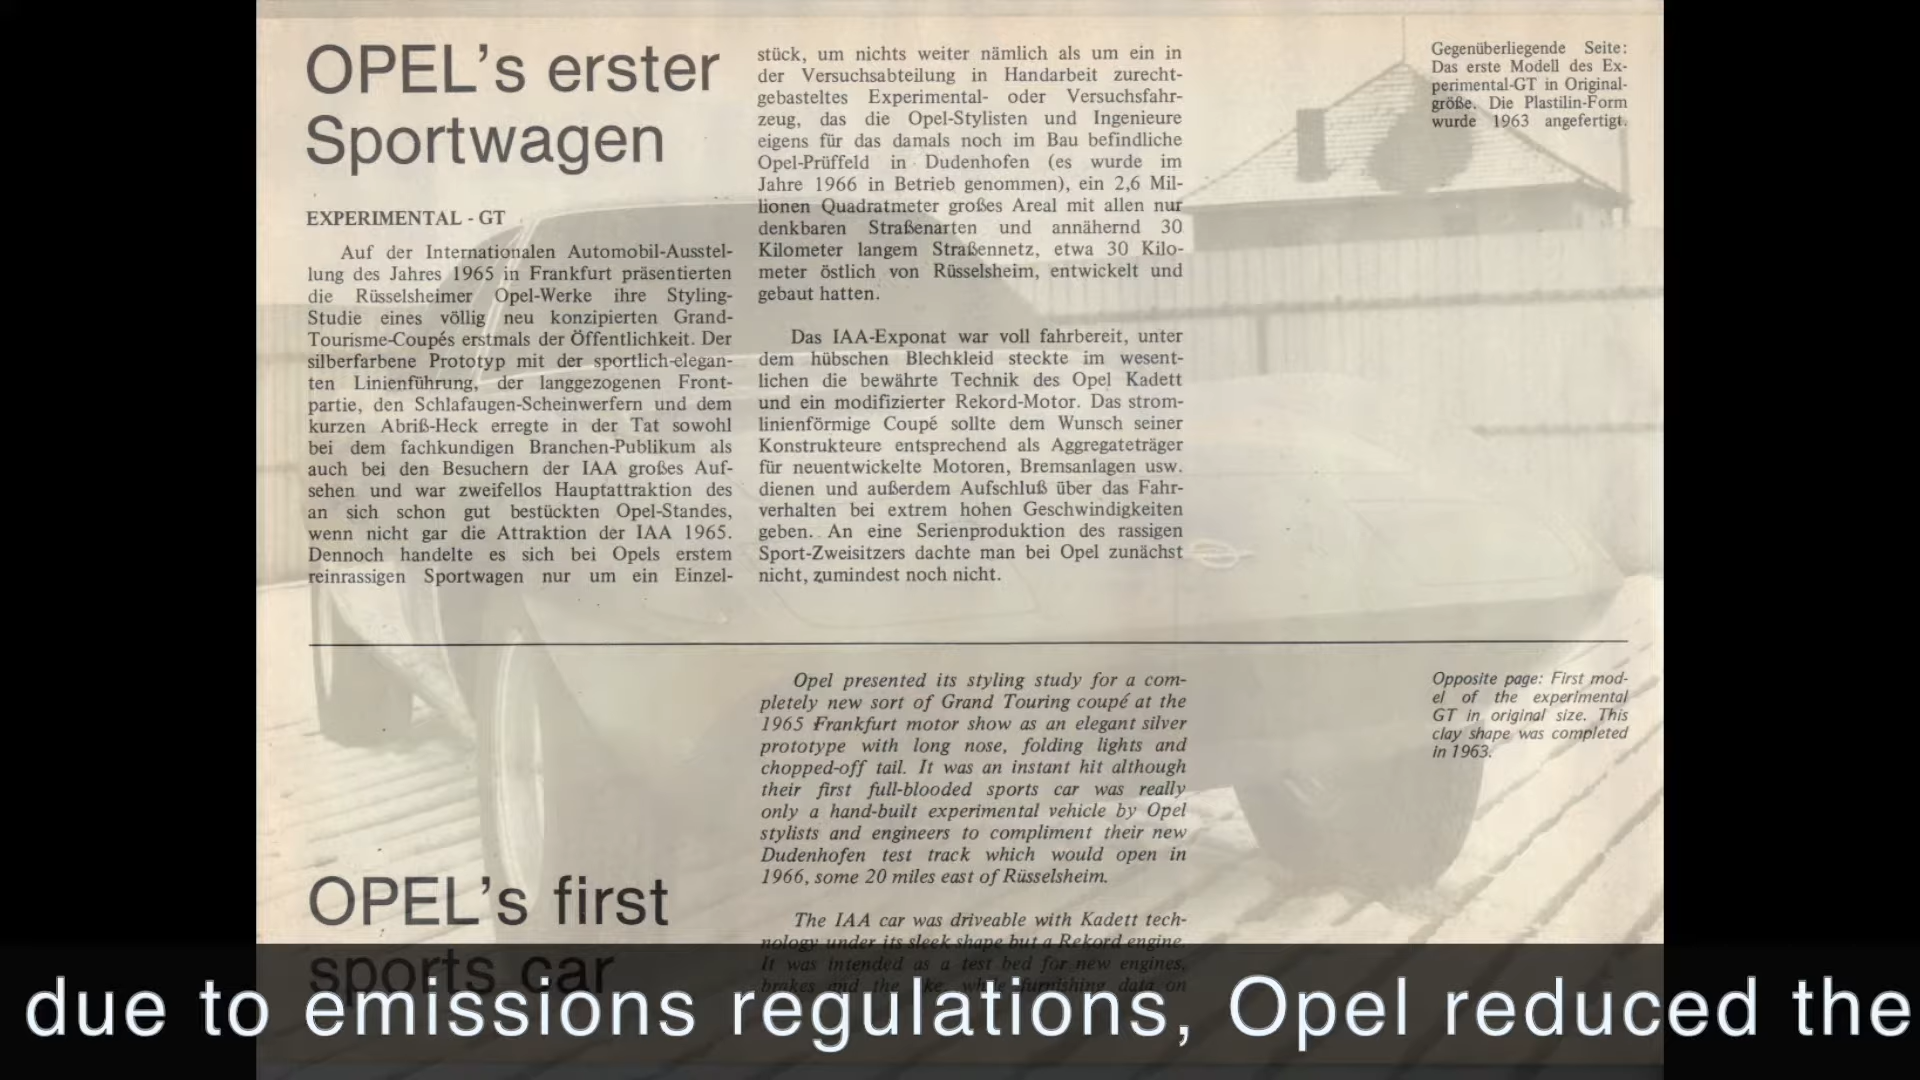 OPEL's erster
Sportwagen
EXPERIMENTAL - GT
Auf der Internationalen Automobil-Ausstel-
lung des Jahres 1965 in Frankfurt präsentierten
die Rüsselsheimer Opel-Werke ihre Styling-
Studie eines völlig neu konzipierten Grand-
Tourisme-Coupés erstmals der Öffentlichkeit. Der
silberfarbene Prototyp mit der sportlich-elegan-
ten Linienführung, der langgezogenen Front-
partie, den Schlafaugen-Scheinwerfern und dem
kurzen Abriß-Heck erregte in der Tat sowohl
bei dem fachkundigen Branchen-Publikum als
auch bei den Besuchern der IAA großes Auf-
sehen und war zweifellos Hauptattraktion des
an sich schon gut bestückten Opel-Standes,
wenn nicht gar die Attraktion der IAA 1965.
Dennoch handelte es sich bei Opels erstem
reinrassigen Sportwagen nur um ein Einzel-
stück, um nichts weiter nämlich als um ein in
der Versuchsabteilung in Handarbeit zurecht-
gebasteltes Experimental- oder Versuchsfahr-
zeug, das die Opel-Stylisten und Ingenieure
eigens für das damals noch im Bau befindliche
Opel-Prüffeld in Dudenhofen (es wurde im
Jahre 1966 in Betrieb genommen), ein 2,6 Mil-
lionen Quadratmeter großes Areal mit allen nur
denkbaren Straßenarten und annähernd 30
Kilometer langem Straßennetz, etwa 30 Kilo-
meter östlich von Rüsselsheim, entwickelt und
gebaut hatten.
Das IAA-Exponat war voll fahrbereit, unter
dem hübschen Blechkleid steckte im wesent-
lichen die bewährte Technik des Opel Kadett
und ein modifizierter Rekord-Motor. Das strom-
linienförmige Coupé sollte dem Wunsch seiner
Konstrukteure entsprechend als Aggregateträger
für neuentwickelte Motoren, Bremsanlagen usw.
dienen und außerdem Aufschluß über das Fahr-
verhalten bei extrem hohen Geschwindigkeiten
geben. An eine Serienproduktion des rassigen
Sport-Zweisitzers dachte man bei Opel zunächst
nicht, zumindest noch nicht.
Gegenüberliegende Seite:
Das erste Modell des Ex-
perimental-GT in Original-
größe. Die Plastilin-Form
wurde 1963 angefertigt.
OPEL's first
sports car
Opel presented its styling study for a com-
pletely new sort of Grand Touring coupé at the
1965 Frankfurt motor show as an elegant silver
prototype with long nose, folding lights and
chopped-off tail. It was an instant hit although
their first full-blooded sports car was really
only a hand-built experimental vehicle by Opel
stylists and engineers to compliment their new
Dudenhofen test track which would open in
1966, some 20 miles east of Rüsselsheim.
The IAA car was driveable with Kadett tech-
nology under its sleek shape but a Rekord engine.
It was intended as a test bed for new engines,
brakes and the like, while furnishing data on
Opposite page: First mod-
el of the experimental
GT in original size. This
clay shape was completed
in 1963.
due to emissions regulations, Opel reduced the